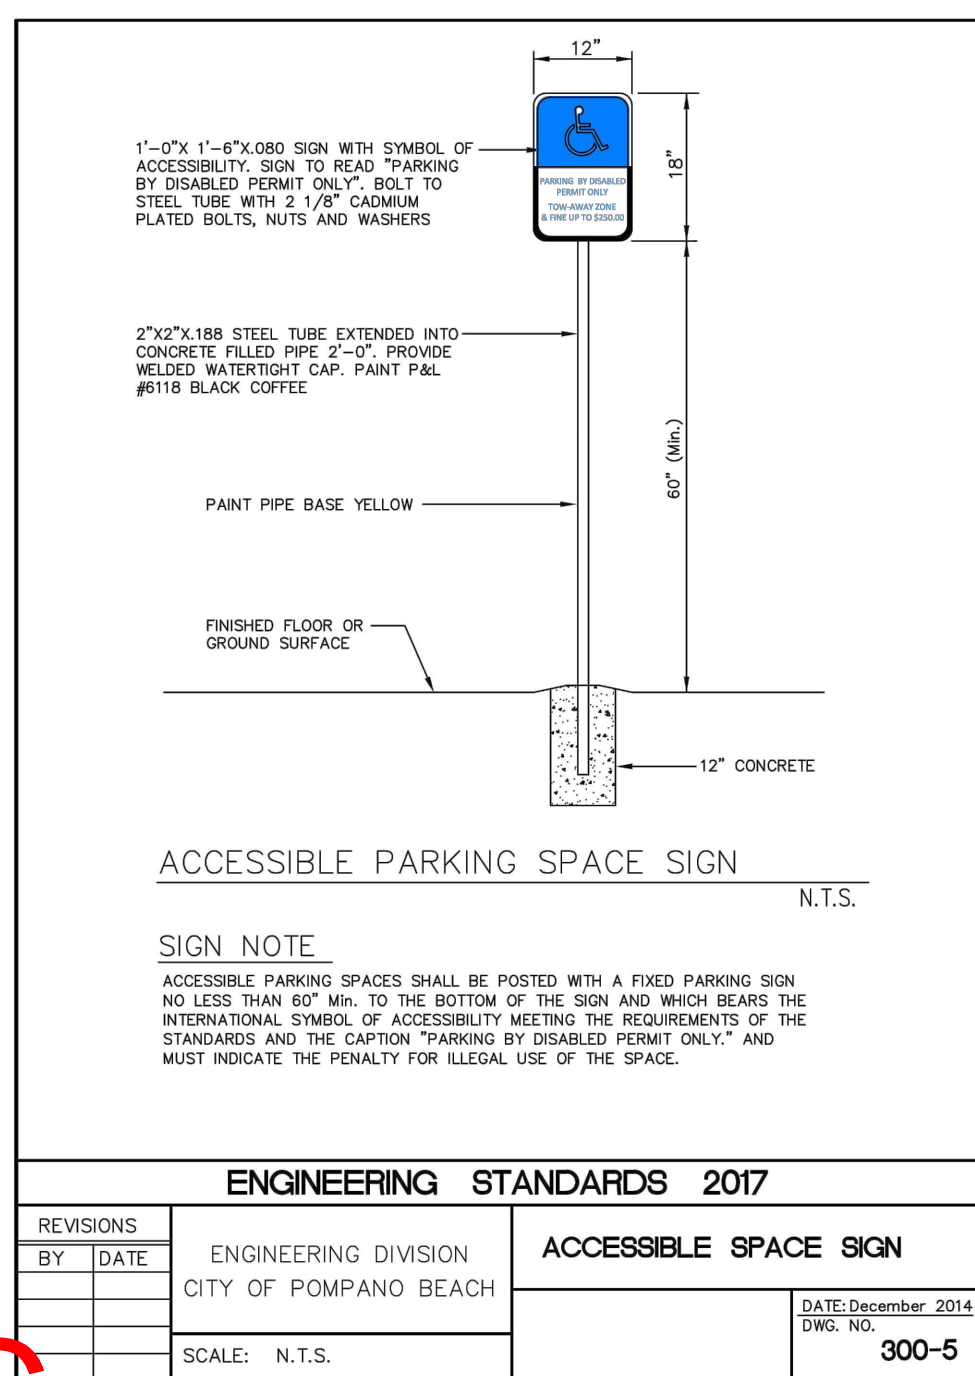 12"
1'-0"X 1'-6"X.080 SIGN WITH SYMBOL OF
ACCESSIBILITY. SIGN TO READ "PARKING
BY DISABLED PERMIT ONLY". BOLT TO
STEEL TUBE WITH 2 1/8" CADMIUM
PLATED BOLTS, NUTS AND WASHERS
PARKING BY DISABLED
PERMIT ONLY
TOW-AWAY ZONE
& FINE UP TO $250.00
18"
2"X2"X.188 STEEL TUBE EXTENDED INTO
CONCRETE FILLED PIPE 2'-0". PROVIDE
WELDED WATERTIGHT CAP. PAINT P&L
#6118 BLACK COFFEE
60" (Min.)
PAINT PIPE BASE YELLOW
FINISHED FLOOR OR
GROUND SURFACE
12" CONCRETE
ACCESSIBLE PARKING SPACE SIGN
N.T.S.
SIGN NOTE
ACCESSIBLE PARKING SPACES SHALL BE POSTED WITH A FIXED PARKING SIGN
NO LESS THAN 60" Min. TO THE BOTTOM OF THE SIGN AND WHICH BEARS THE
INTERNATIONAL SYMBOL OF ACCESSIBILITY MEETING THE REQUIREMENTS OF THE
STANDARDS AND THE CAPTION "PARKING BY DISABLED PERMIT ONLY." AND
MUST INDICATE THE PENALTY FOR ILLEGAL USE OF THE SPACE.
ENGINEERING STANDARDS 2017
REVISIONS
BY DATE
ENGINEERING DIVISION
CITY OF POMPANO BEACH
SCALE: N.T.S.
ACCESSIBLE SPACE SIGN
DATE: December 2014
DWG. NO.
300-5